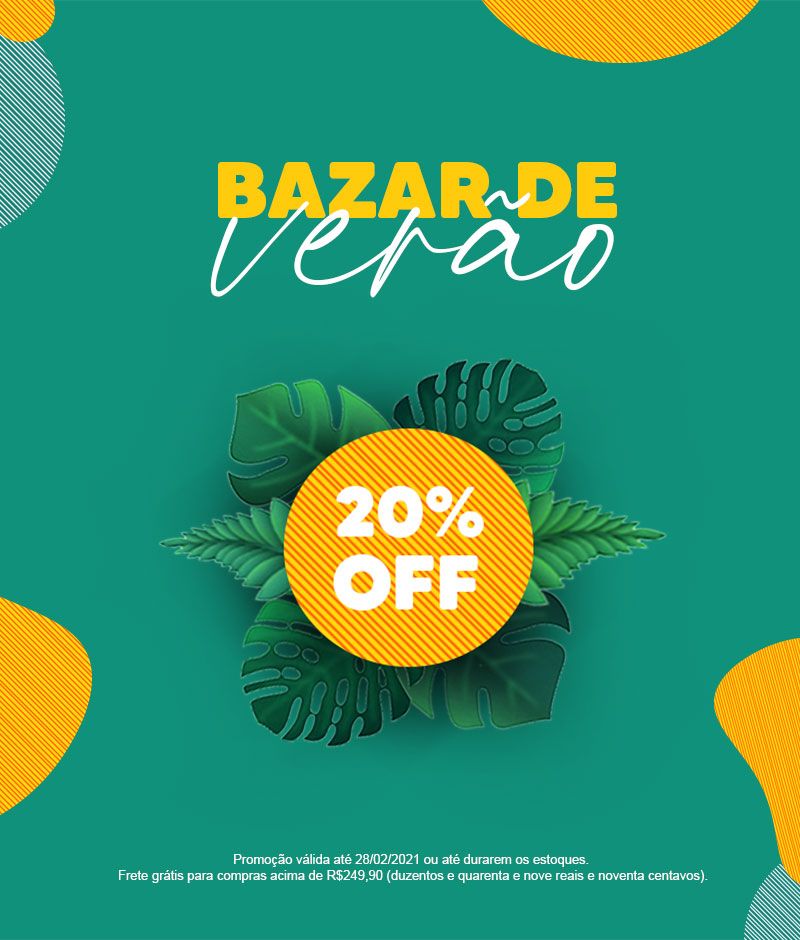 BAZAR DE
verão
20%
OFF
Promoção válida até 28/02/2021 ou até durarem os estoques.
Frete grátis para compras acima de R$249,90 (duzentos e quarenta e nove reais e noventa centavos).